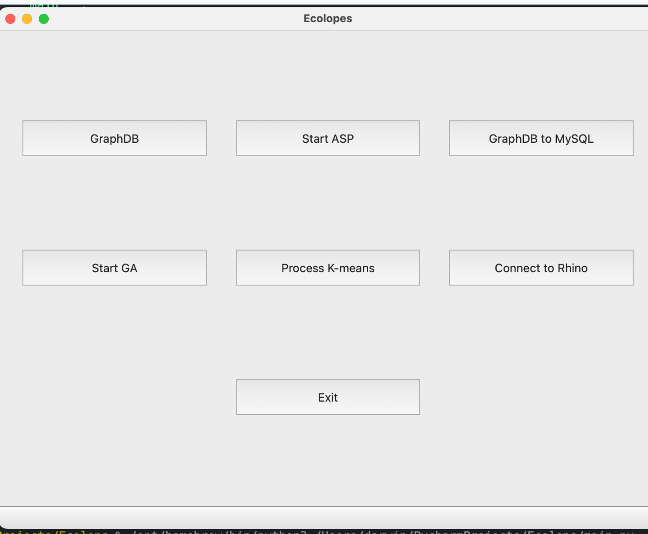 Ecolopes
GraphDB
Start ASP
GraphDB to MySQL
Start GA
Process K-means
Connect to Rhino
Exit